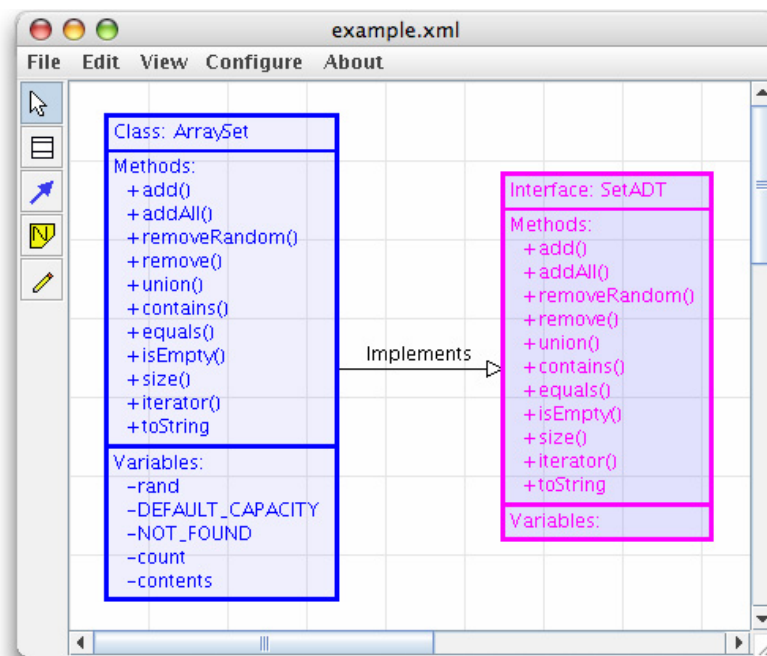 example.xml
File Edit View Configure About
Class: ArraySet
Methods:
+add()
+addAll()
+removeRandom()
+remove()
+union()
+contains()
+equals()
+isEmpty()
+size()
+iterator()
+toString
Variables:
-rand
-DEFAULT_CAPACITY
-NOT_FOUND
-count
-contents
Implements
Interface: SetADT
Methods:
+add()
+addAll()
+removeRandom()
+remove()
+union()
+contains()
+equals()
+isEmpty()
+size()
+iterator()
+toString
Variables:
N